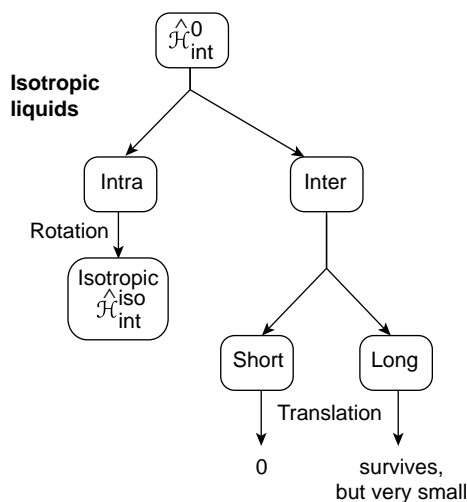 Ĥ⁰int
Isotropic
liquids
Intra
Inter
Rotation
Isotropic
Ĥisoint
Short
Long
Translation
0
survives,
but very small